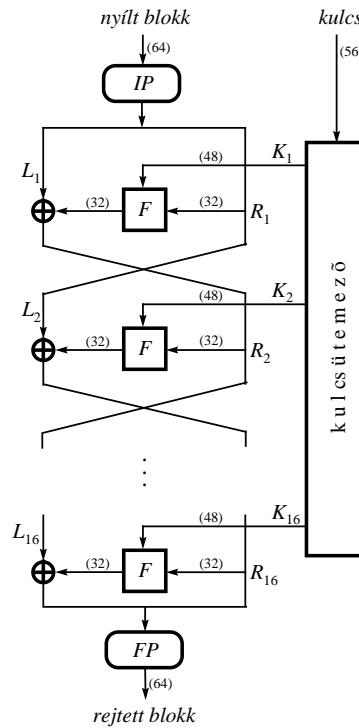 nyílt blokk kulcs
(64) (56
IP
L₁ (48) K₁
(32) F (32) R₁
L₂ (48) K₂
(32) F (32) R₂
kulcsütemező
⋮
L₁₆ (48) K₁₆
(32) F (32) R₁₆
FP
(64)
rejtett blokk